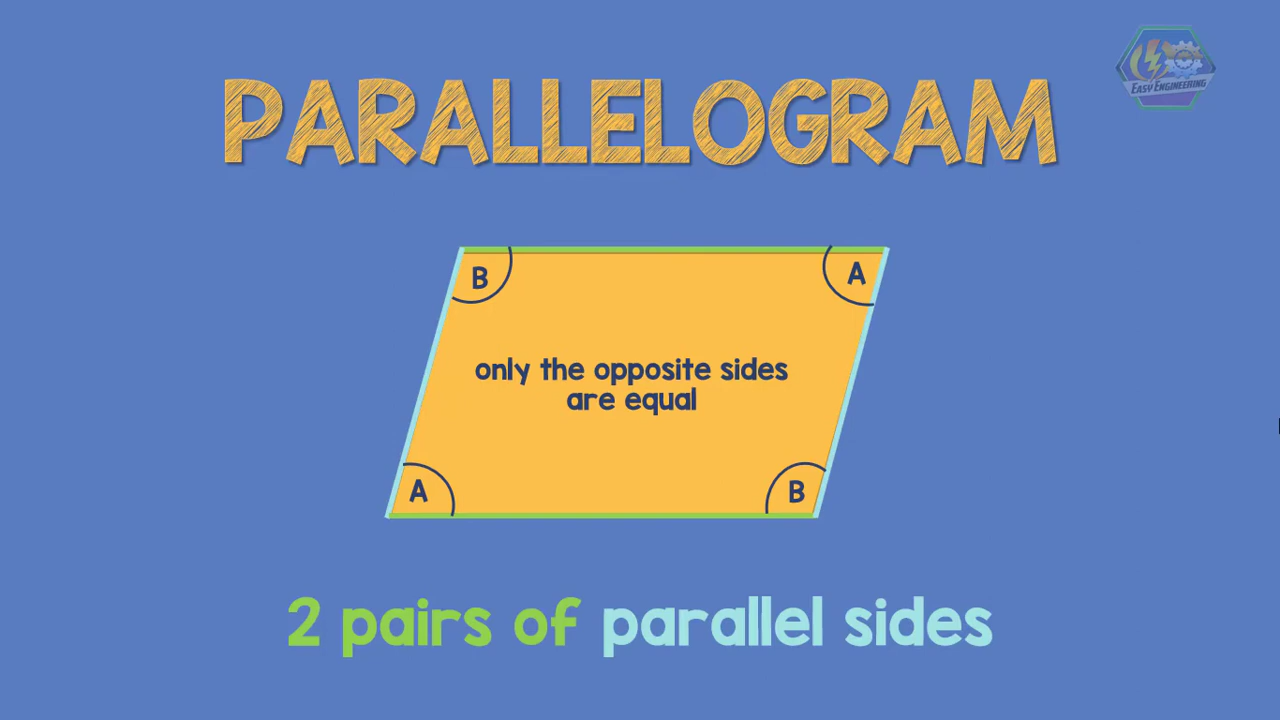 PARALLELOGRAM
EASY ENGINEERING
B
A
only the opposite sides
are equal
A
B
2 pairs of parallel sides